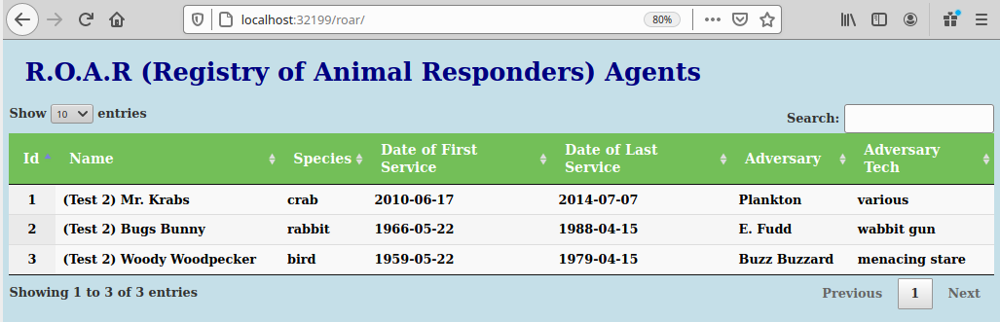 localhost:32199/roar/ 80%
R.O.A.R (Registry of Animal Responders) Agents
Show 10 entries Search:
Id Name Species Date of First Service Date of Last Service Adversary Adversary Tech
1 (Test 2) Mr. Krabs crab 2010-06-17 2014-07-07 Plankton various
2 (Test 2) Bugs Bunny rabbit 1966-05-22 1988-04-15 E. Fudd wabbit gun
3 (Test 2) Woody Woodpecker bird 1959-05-22 1979-04-15 Buzz Buzzard menacing stare
Showing 1 to 3 of 3 entries Previous 1 Next